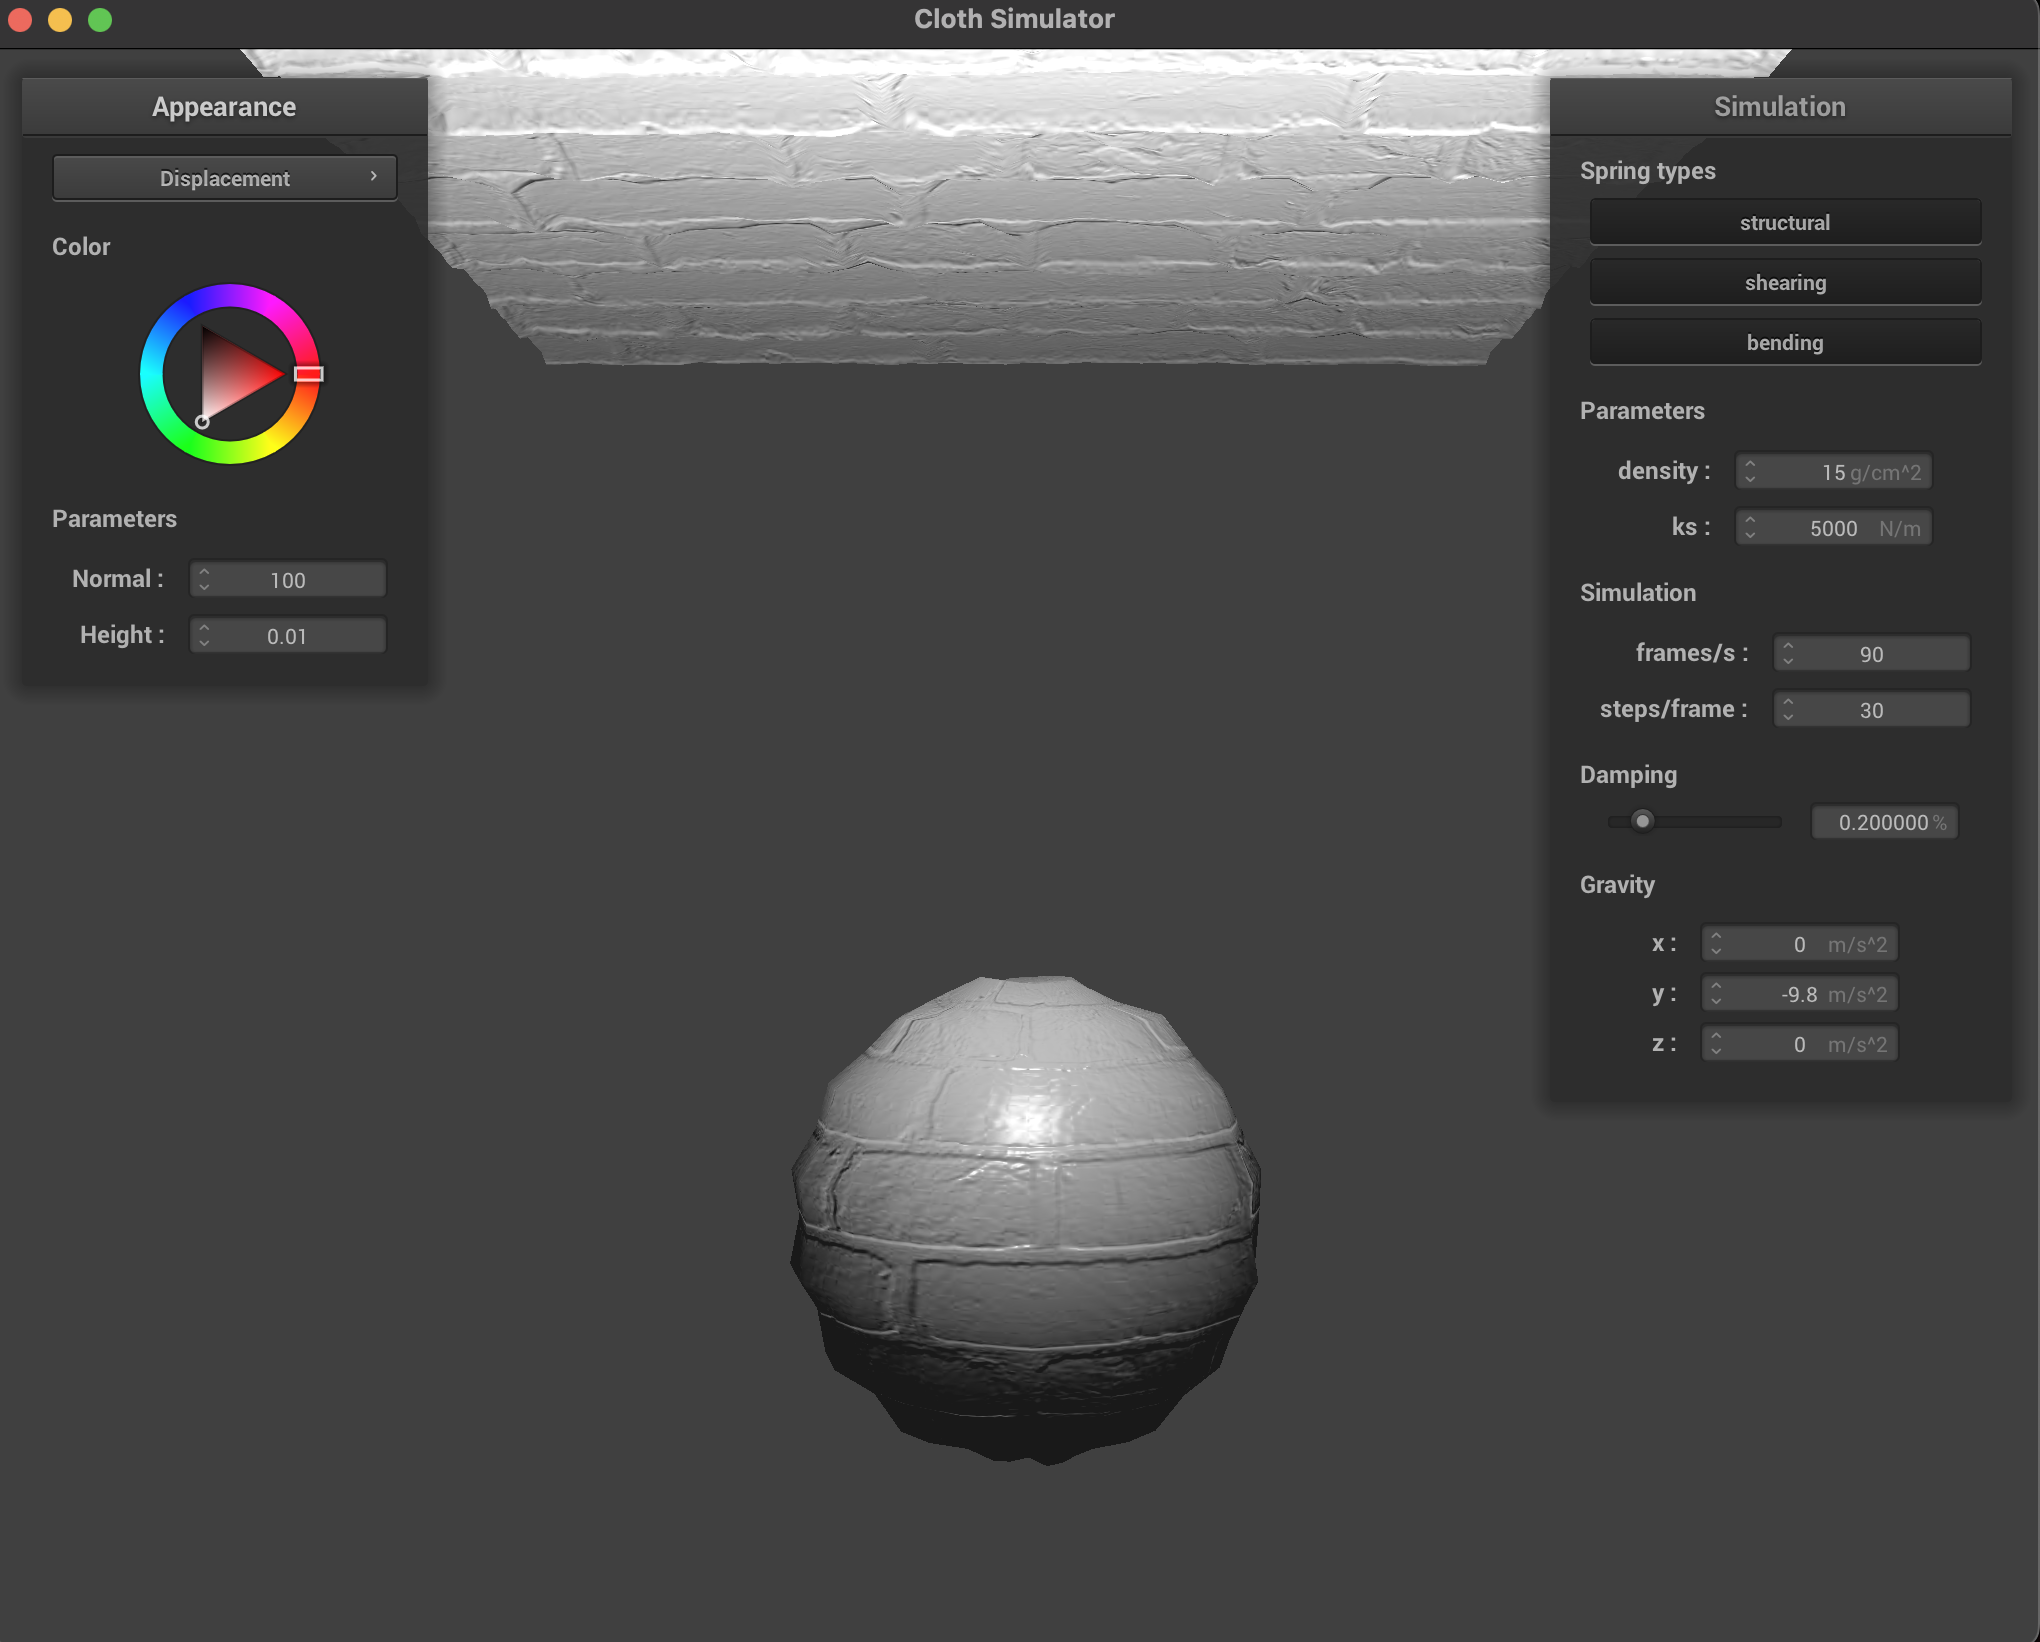 Cloth Simulator
Appearance
Displacement
Color
Parameters
Normal : 100
Height : 0.01
Simulation
Spring types
structural
shearing
bending
Parameters
density : 15 g/cm^2
ks : 5000 N/m
Simulation
frames/s : 90
steps/frame : 30
Damping
0.200000 %
Gravity
x : 0 m/s^2
y : -9.8 m/s^2
z : 0 m/s^2